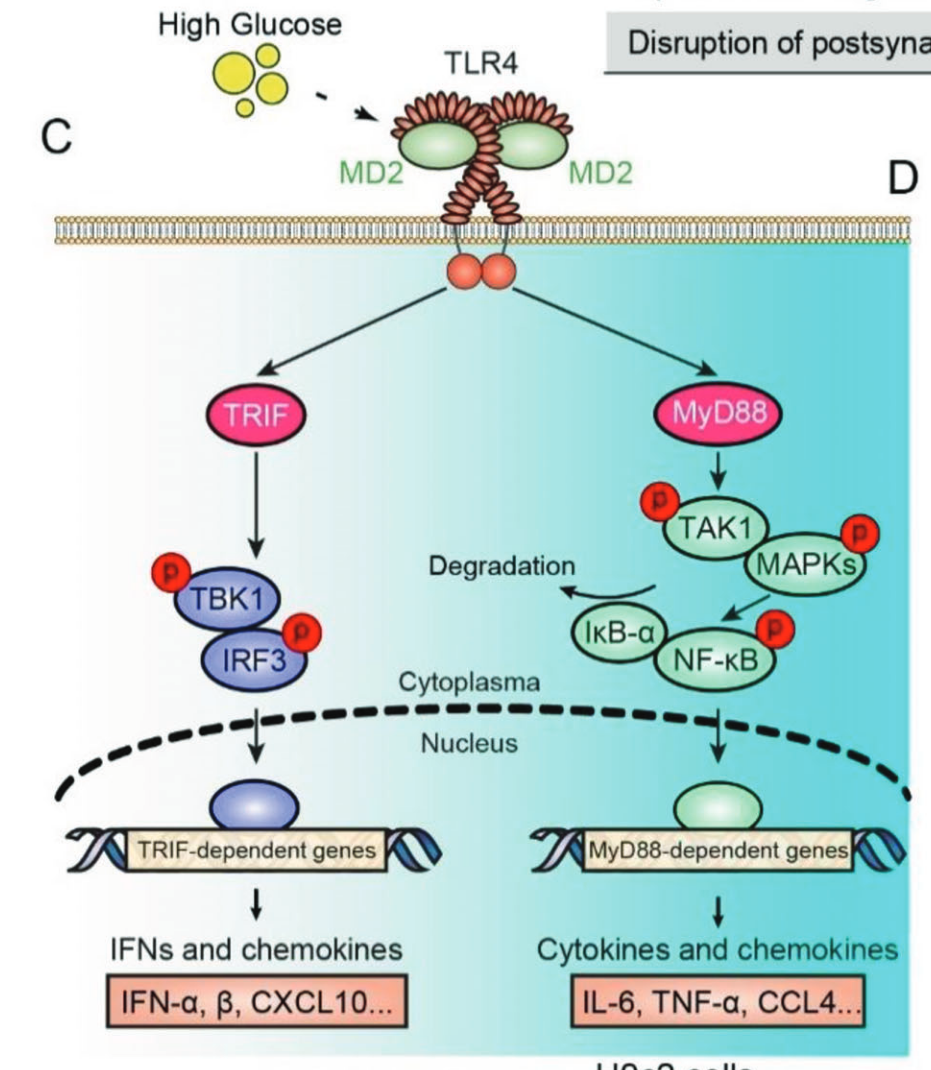 High Glucose
Disruption of postsyna
TLR4
C
MD2
MD2
D
TRIF
MyD88
P
TAK1
P
MAPKs
Degradation
P
TBK1
P
IRF3
IκB-α
P
NF-κB
Cytoplasma
Nucleus
TRIF-dependent genes
MyD88-dependent genes
IFNs and chemokines
Cytokines and chemokines
IFN-α, β, CXCL10...
IL-6, TNF-α, CCL4...